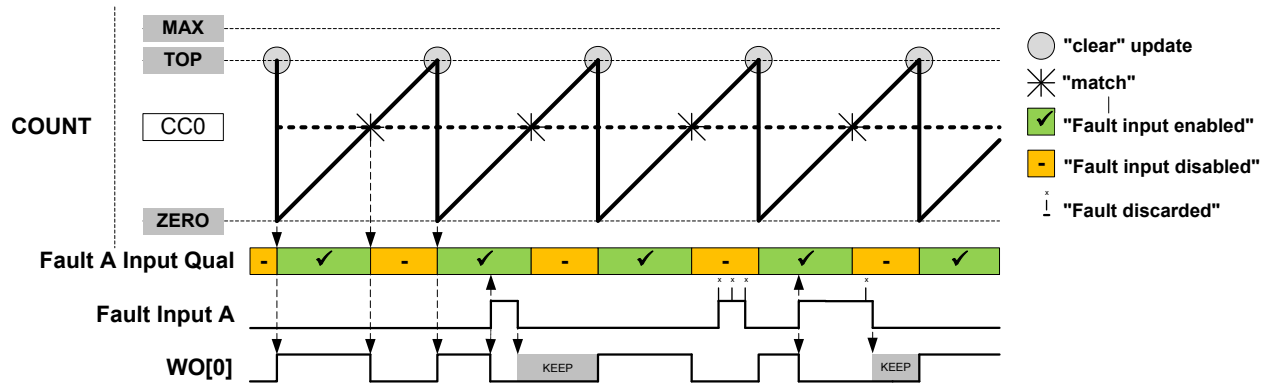 MAX
TOP
COUNT
CC0
ZERO
"clear" update
"match"
✓ "Fault input enabled"
- "Fault input disabled"
x
"Fault discarded"
Fault A Input Qual
- ✓ - ✓ - ✓ - ✓ - ✓
x x x x
Fault Input A
WO[0]
KEEP KEEP